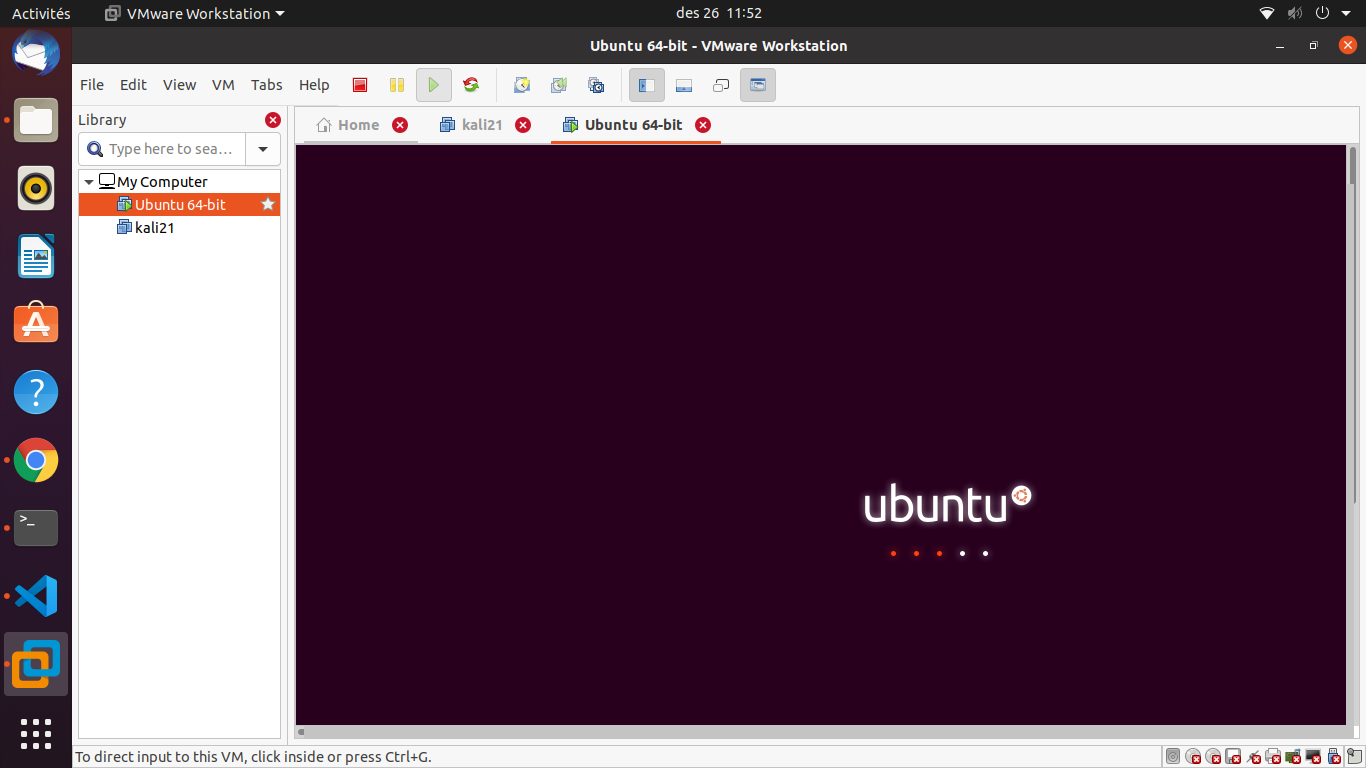 Activités VMware Workstation des 26 11:52
Ubuntu 64-bit - VMware Workstation
File Edit View VM Tabs Help
Library
Home kali21 Ubuntu 64-bit
Type here to sea…
My Computer
Ubuntu 64-bit
kali21
ubuntu
To direct input to this VM, click inside or press Ctrl+G.